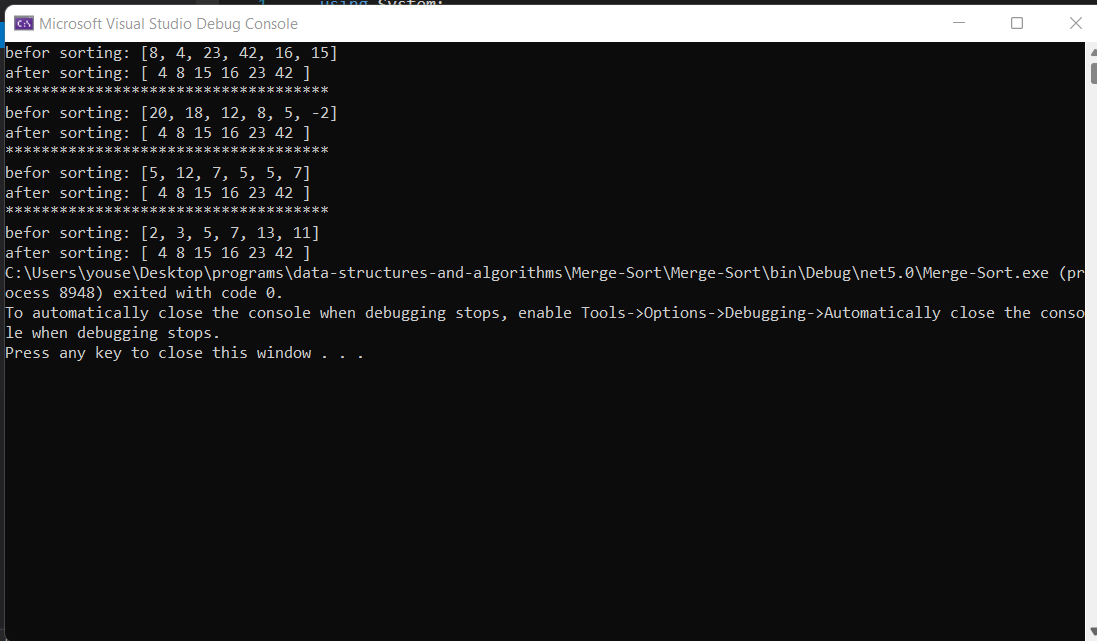 using System;
Microsoft Visual Studio Debug Console
befor sorting: [8, 4, 23, 42, 16, 15]
after sorting: [ 4 8 15 16 23 42 ]
************************************
befor sorting: [20, 18, 12, 8, 5, -2]
after sorting: [ 4 8 15 16 23 42 ]
************************************
befor sorting: [5, 12, 7, 5, 5, 7]
after sorting: [ 4 8 15 16 23 42 ]
************************************
befor sorting: [2, 3, 5, 7, 13, 11]
after sorting: [ 4 8 15 16 23 42 ]
C:\Users\youse\Desktop\programs\data-structures-and-algorithms\Merge-Sort\Merge-Sort\bin\Debug\net5.0\Merge-Sort.exe (pr
ocess 8948) exited with code 0.
To automatically close the console when debugging stops, enable Tools->Options->Debugging->Automatically close the conso
le when debugging stops.
Press any key to close this window . . .